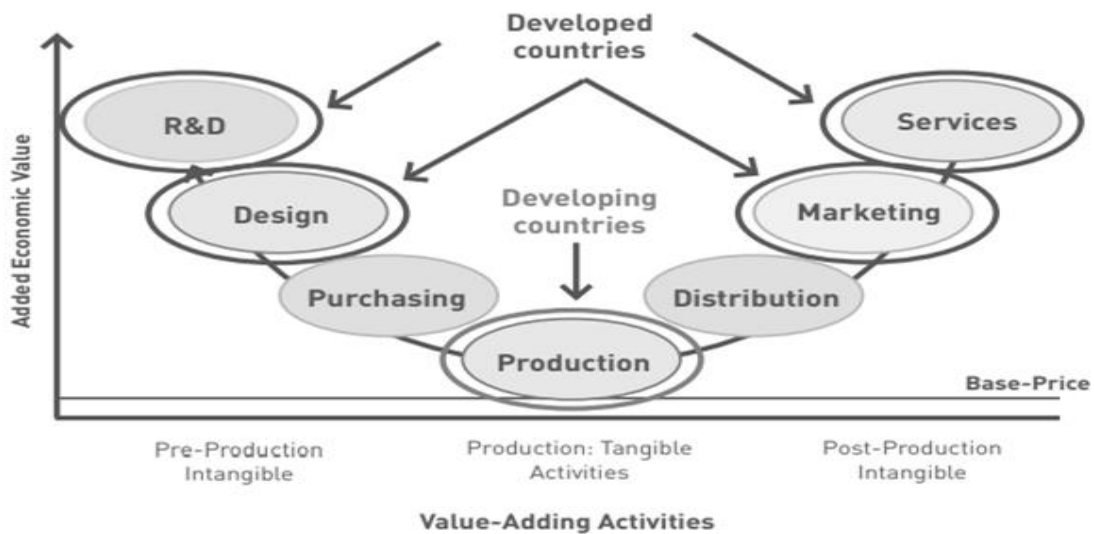 Developed
countries
R&D
Services
Design
Developing
countries
Marketing
Purchasing
Distribution
Production
Added Economic Value
Base-Price
Pre-Production
Intangible
Production: Tangible
Activities
Post-Production
Intangible
Value-Adding Activities